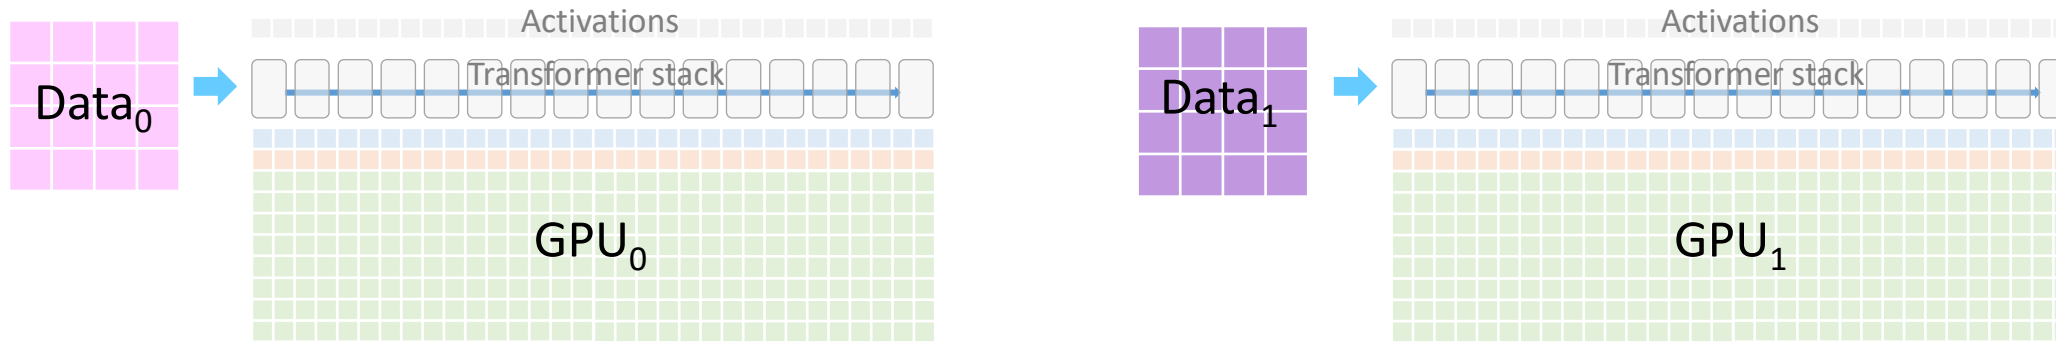 Activations
Transformer stack
Data₀
GPU₀
Activations
Transformer stack
Data₁
GPU₁